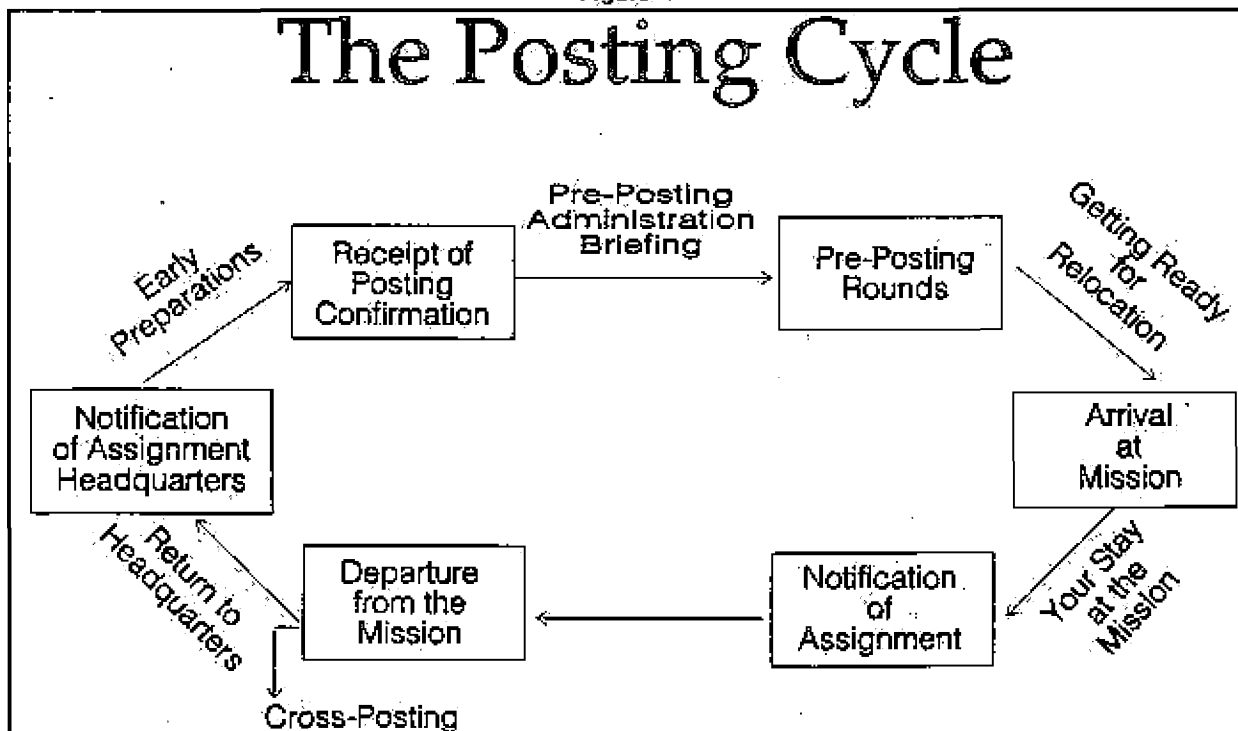 The Posting Cycle
Early
Preparations
Receipt of
Posting
Confirmation
Pre-Posting
Administration
Briefing
Pre-Posting
Rounds
Getting Ready
for
Relocation
Notification
of Assignment
Headquarters
Arrival
at
Mission
Return to
Headquarters
Departure
from the
Mission
Notification
of
Assignment
Your Stay
at the
Mission
Cross-Posting